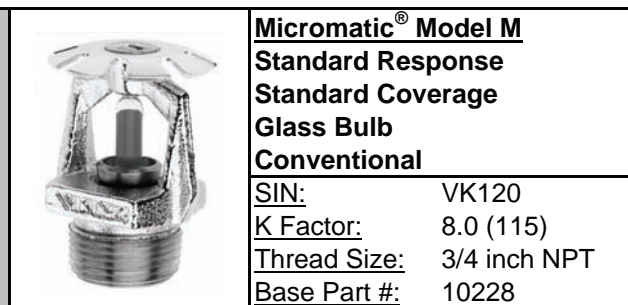 Micromatic® Model M
Standard Response
Standard Coverage
Glass Bulb
Conventional
SIN: VK120
K Factor: 8.0 (115)
Thread Size: 3/4 inch NPT
Base Part #: 10228